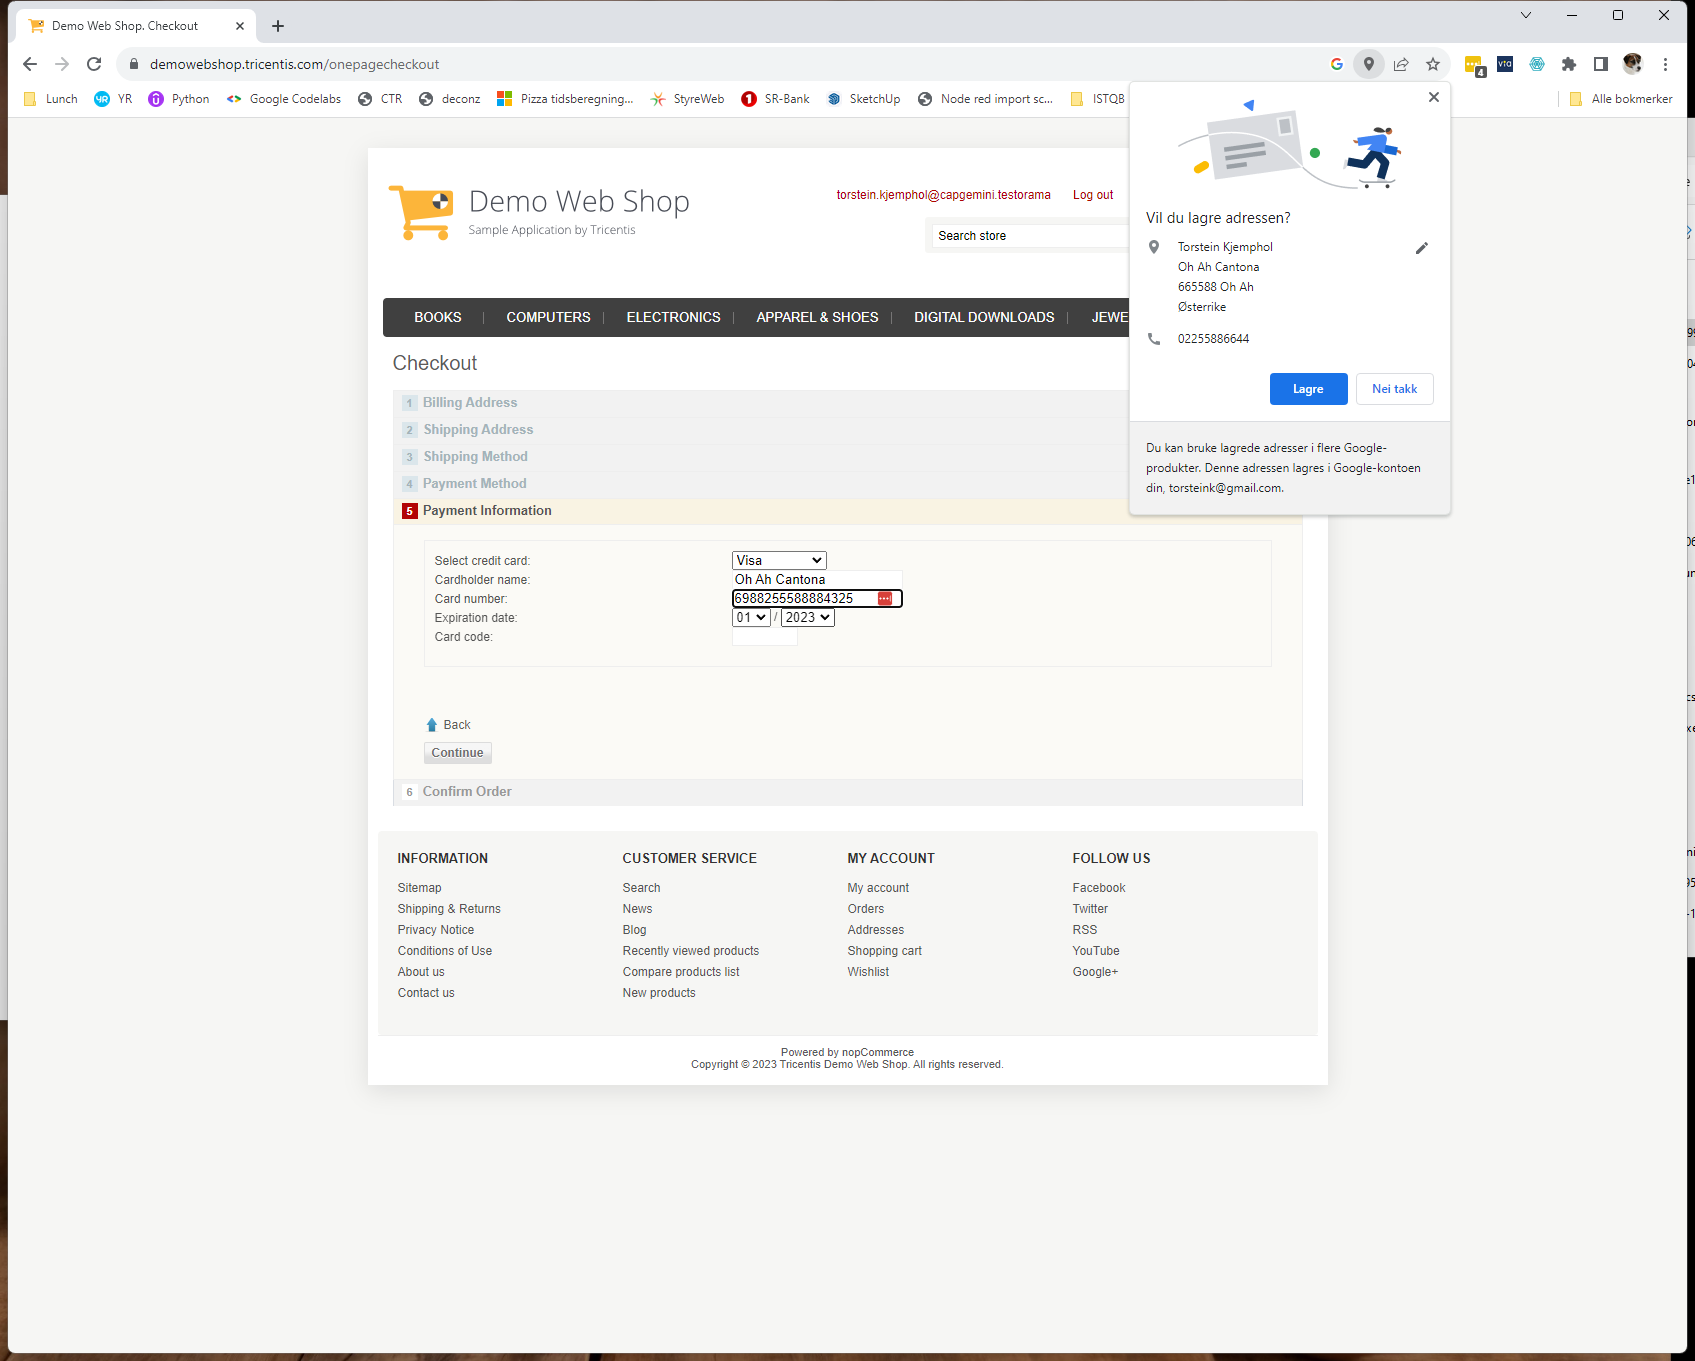 Demo Web Shop. Checkout
demowebshop.tricentis.com/onepagecheckout
4
vta
Lunch
YR
Python
Google Codelabs
CTR
deconz
Pizza tidsberegning...
StyreWeb
SR-Bank
SketchUp
Node red import sc...
ISTQB
Alle bokmerker
Demo Web Shop
Sample Application by Tricentis
torstein.kjemphol@capgemini.testorama
Log out
Search store
BOOKS
COMPUTERS
ELECTRONICS
APPAREL & SHOES
DIGITAL DOWNLOADS
JEWE
Vil du lagre adressen?
Torstein Kjemphol
Oh Ah Cantona
665588 Oh Ah
Østerrike
02255886644
Lagre
Nei takk
Du kan bruke lagrede adresser i flere Google-
produkter. Denne adressen lagres i Google-kontoen
din, torsteink@gmail.com.
Checkout
1 Billing Address
2 Shipping Address
3 Shipping Method
4 Payment Method
5 Payment Information
Select credit card: Visa
Cardholder name: Oh Ah Cantona
Card number: 6988255588884325
Expiration date: 01 / 2023
Card code:
Back
Continue
6 Confirm Order
INFORMATION
Sitemap
Shipping & Returns
Privacy Notice
Conditions of Use
About us
Contact us
CUSTOMER SERVICE
Search
News
Blog
Recently viewed products
Compare products list
New products
MY ACCOUNT
My account
Orders
Addresses
Shopping cart
Wishlist
FOLLOW US
Facebook
Twitter
RSS
YouTube
Google+
Powered by nopCommerce
Copyright © 2023 Tricentis Demo Web Shop. All rights reserved.